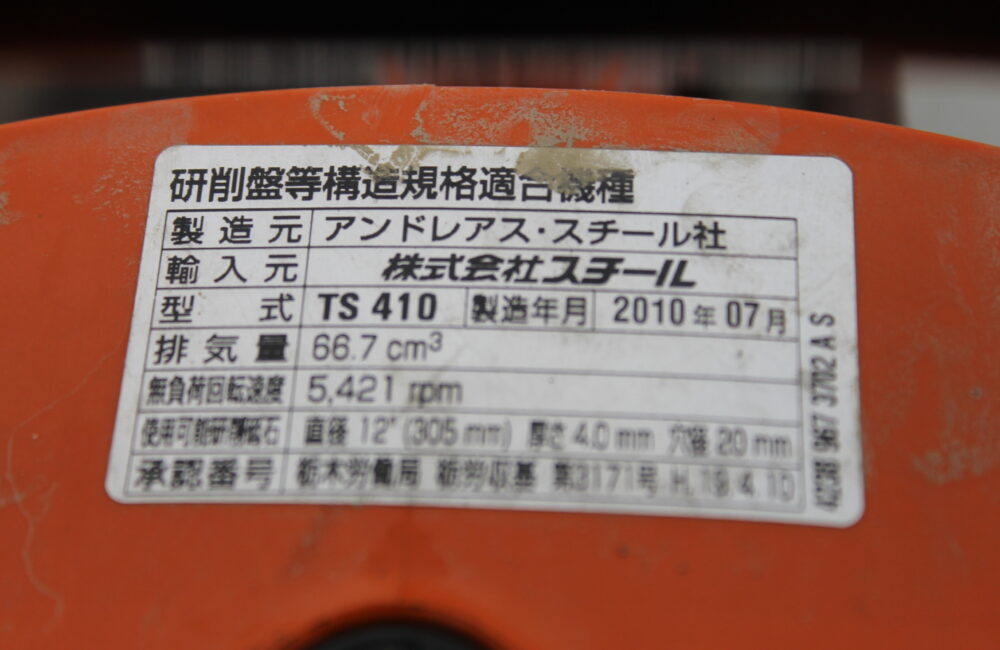 研削盤等構造規格適合機種
製造元 アンドレアス・スチール社
輸入元 株式会社スチール
型式 TS 410 製造年月 2010年07月
排気量 66.7 cm³
無負荷回転速度 5,421 rpm
使用可能研削砥石 直径 12"(305 mm) 厚さ 4.0 mm 穴径 20 mm
承認番号 栃木労働局 栃労収基 第3171号 H.19.4.10
4238 967 3702 A S